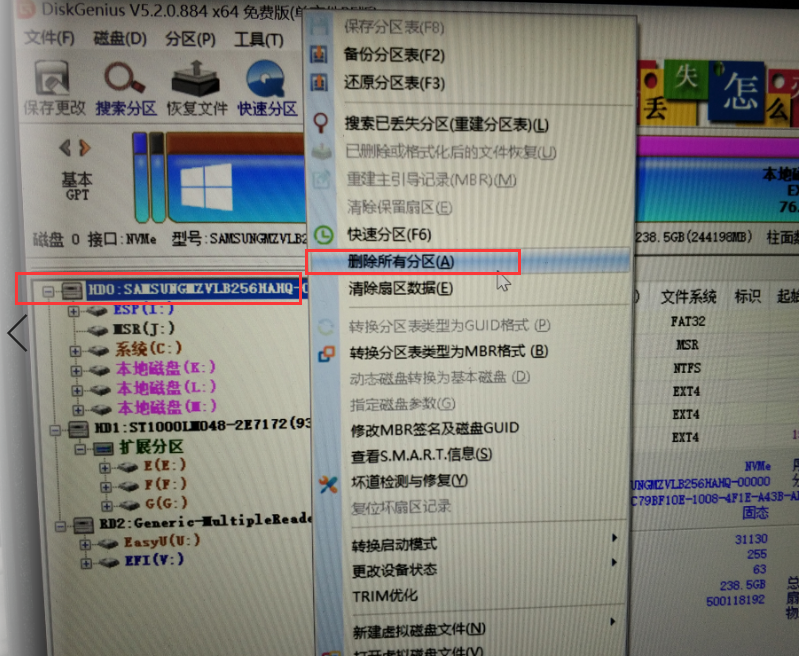 DiskGenius V5.2.0.884 x64 免费版
文件(F) 磁盘(D) 分区(P) 工具(T)
保存更改 搜索分区 恢复文件 快速分区
丢 失 怎 么
基本
GPT
本地磁
E
76.
磁盘 0 接口:NVMe 型号:SAMSUNGMZVLB2
238.5GB(244198MB) 柱面数
HD0:SAMSUNGMZVLB256HAHQ-0
ESP(I:)
MSR(J:)
系统(C:)
本地磁盘(K:)
本地磁盘(L:)
本地磁盘(M:)
HD1:ST1000LM048-2E7172(93
扩展分区
E(E:)
F(F:)
G(G:)
RD2:Generic-MultipleReade
EasyU(U:)
EFI(V:)
保存分区表(F8)
备份分区表(F2)
还原分区表(F3)
搜索已丢失分区(重建分区表)(L)
已删除或格式化后的文件恢复(U)
重建主引导记录(MBR)(M)
清除保留扇区(E)
快速分区(F6)
删除所有分区(A)
清除扇区数据(E)
转换分区表类型为GUID格式 (P)
转换分区表类型为MBR格式 (B)
动态磁盘转换为基本磁盘 (D)
指定磁盘参数(G)
修改MBR签名及磁盘GUID
查看S.M.A.R.T.信息(S)
坏道检测与修复(Y)
复位坏扇区记录
转换启动模式
更改设备状态
TRIM优化
新建虚拟磁盘文件(N)
打开虚拟磁盘文件(V)
) 文件系统 标识 起始
FAT32
MSR
NTFS
EXT4
EXT4
EXT4
NVMe
UNGMZVLB256HAHQ-00000
C79BF10E-1008-4F1E-A43B-A
固态
31130
255
63
238.5GB
500118192
总
扇
物